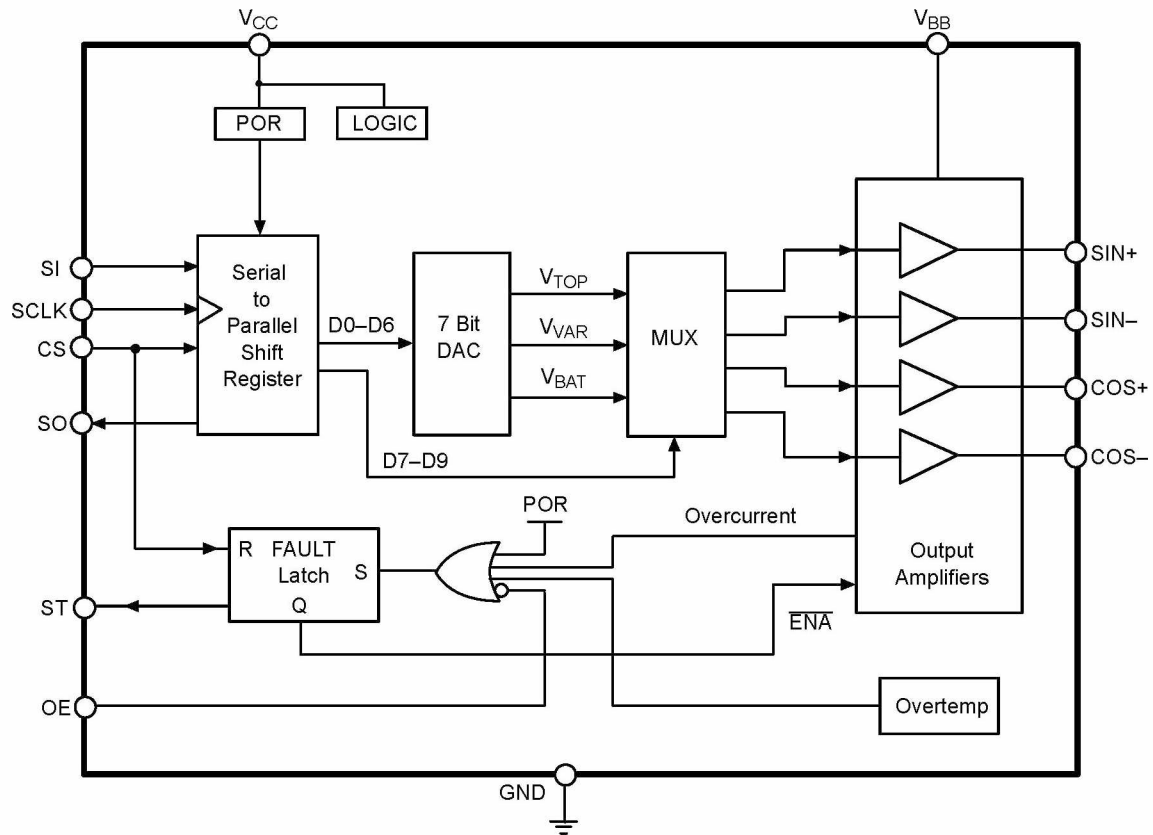 VCC
VBB
POR
LOGIC
SI
SCLK
CS
SO
Serial
to
Parallel
Shift
Register
D0–D6
7 Bit
DAC
VTOP
VVAR
VBAT
MUX
SIN+
SIN–
COS+
COS–
D7–D9
POR
Overcurrent
R FAULT
Latch
S
Q
Output
Amplifiers
ST
ENA
OE
Overtemp
GND